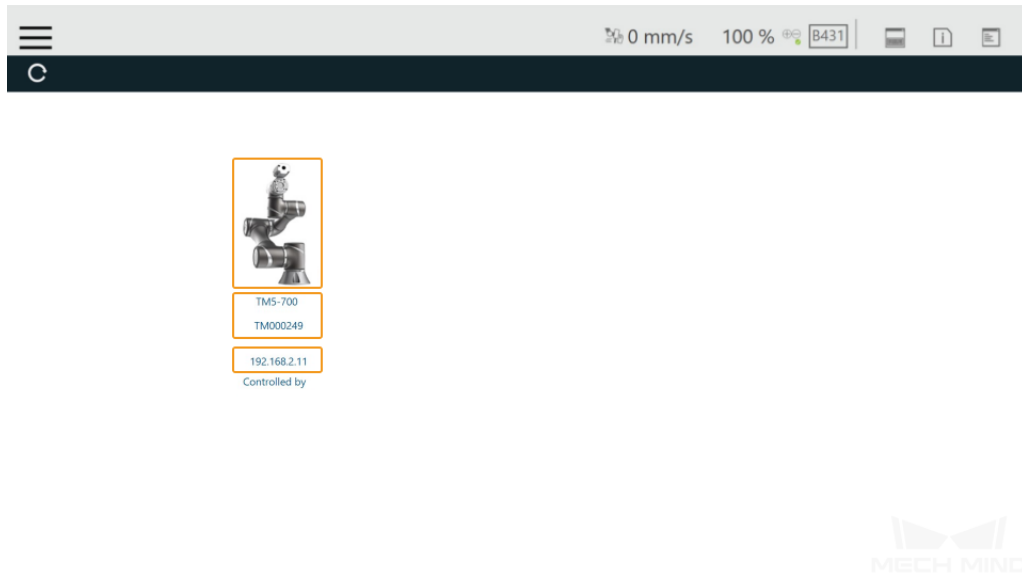 0 mm/s 100 % B431
TM5-700
TM000249
192.168.2.11
Controlled by
MECH MIND